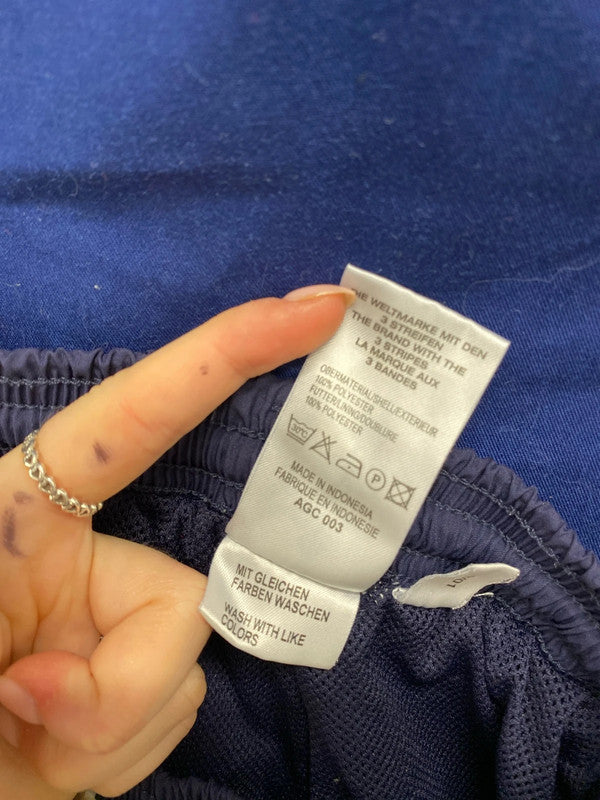 THE WELTMARKE MIT DEN
3 STREIFEN
THE BRAND WITH THE
3 STRIPES
LA MARQUE AUX
3 BANDES
OBERMATERIAL/SHELL/EXTERIEUR
100% POLYESTER
FUTTER/LINING/DOUBLURE
100% POLYESTER
30°C P
MADE IN INDONESIA
FABRIQUE EN INDONESIE
AGC 003
MIT GLEICHEN
FARBEN WASCHEN
WASH WITH LIKE
COLORS